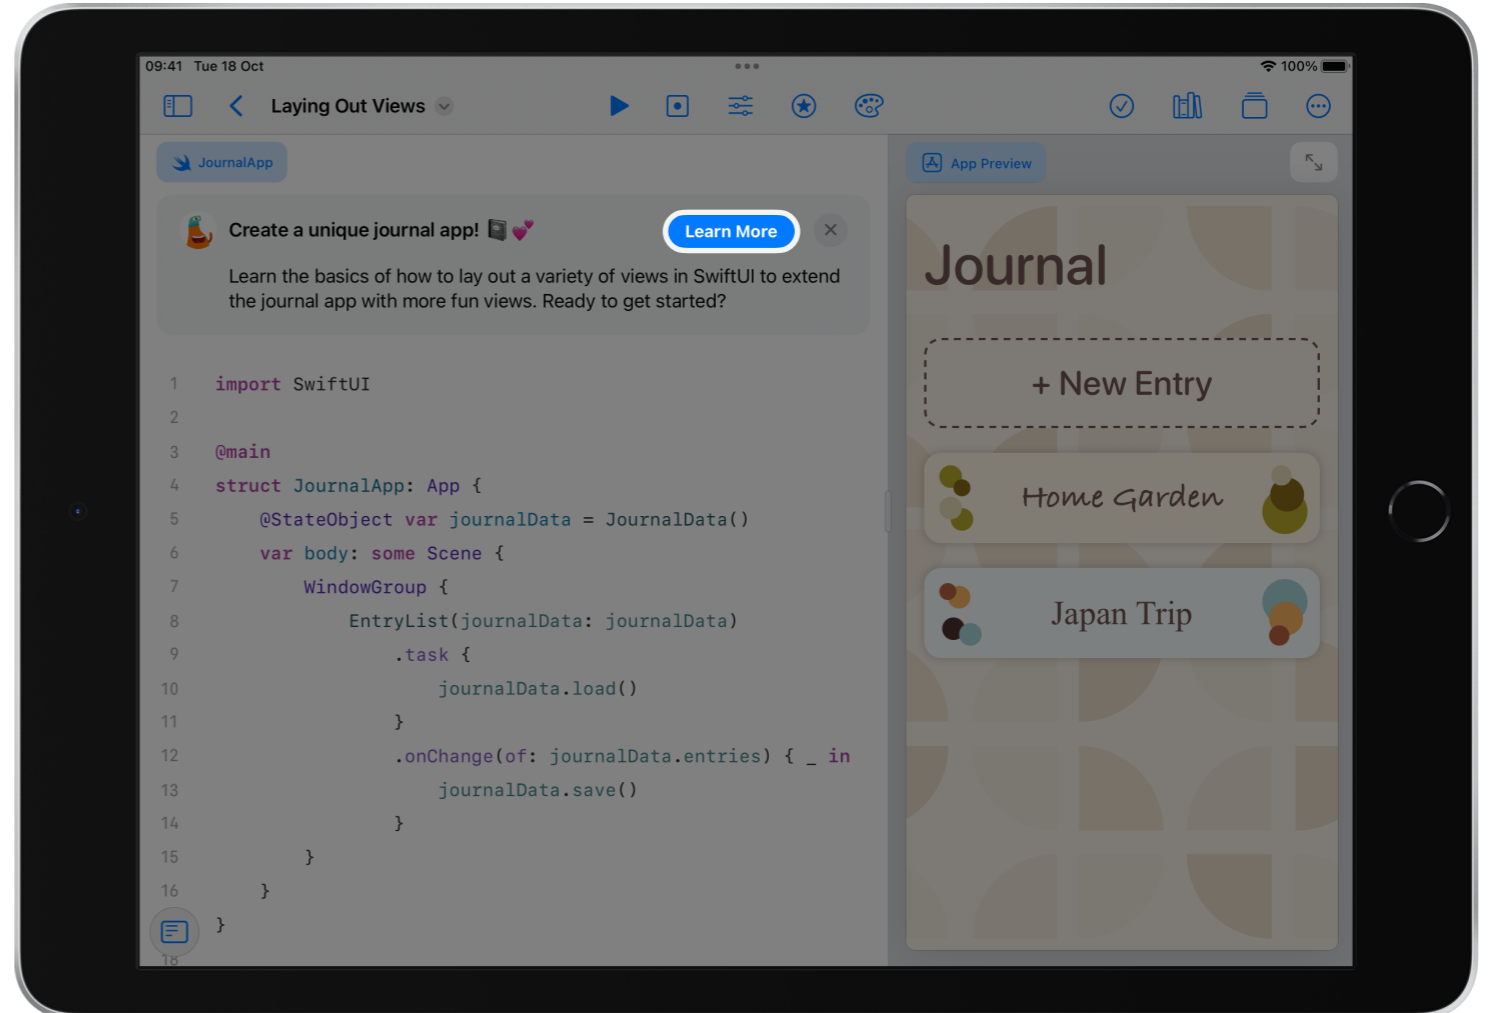 09:41 Tue 18 Oct
100%
Laying Out Views
JournalApp
App Preview
Create a unique journal app!
Learn More
Learn the basics of how to lay out a variety of views in SwiftUI to extend
the journal app with more fun views. Ready to get started?
1 import SwiftUI
2
3 @main
4 struct JournalApp: App {
5 @StateObject var journalData = JournalData()
6 var body: some Scene {
7 WindowGroup {
8 EntryList(journalData: journalData)
9 .task {
10 journalData.load()
11 }
12 .onChange(of: journalData.entries) { _ in
13 journalData.save()
14 }
15 }
16 }
}
18
Journal
+ New Entry
Home Garden
Japan Trip